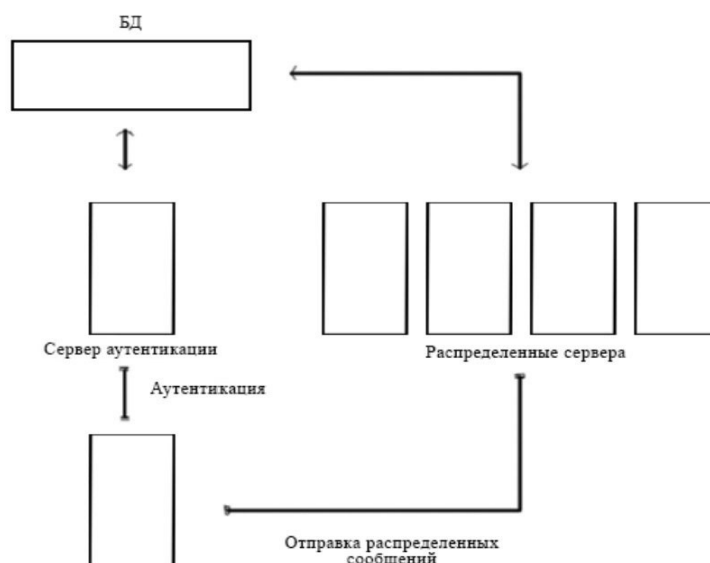 БД
Сервер аутентикации
Распределенные сервера
Аутентикация
Отправка распределенных
сообщений